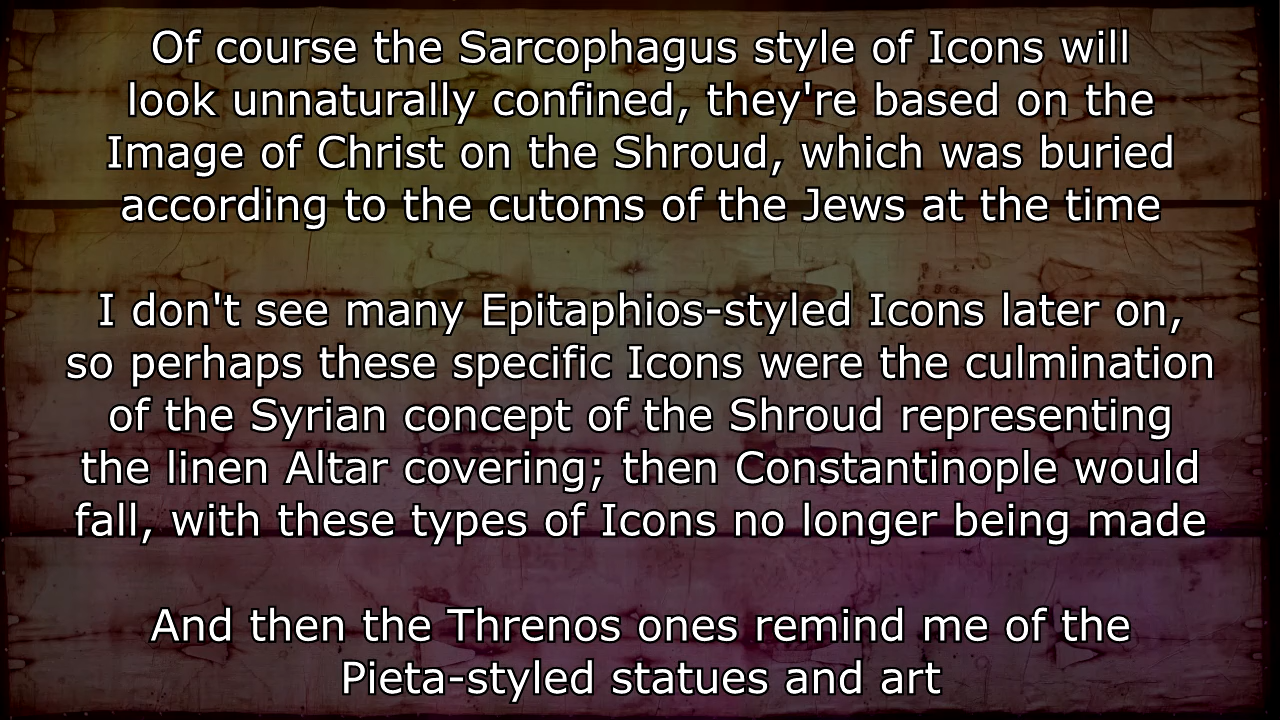 Of course the Sarcophagus style of Icons will
look unnaturally confined, they're based on the
Image of Christ on the Shroud, which was buried
according to the cutoms of the Jews at the time
I don't see many Epitaphios-styled Icons later on,
so perhaps these specific Icons were the culmination
of the Syrian concept of the Shroud representing
the linen Altar covering; then Constantinople would
fall, with these types of Icons no longer being made
And then the Threnos ones remind me of the
Pieta-styled statues and art